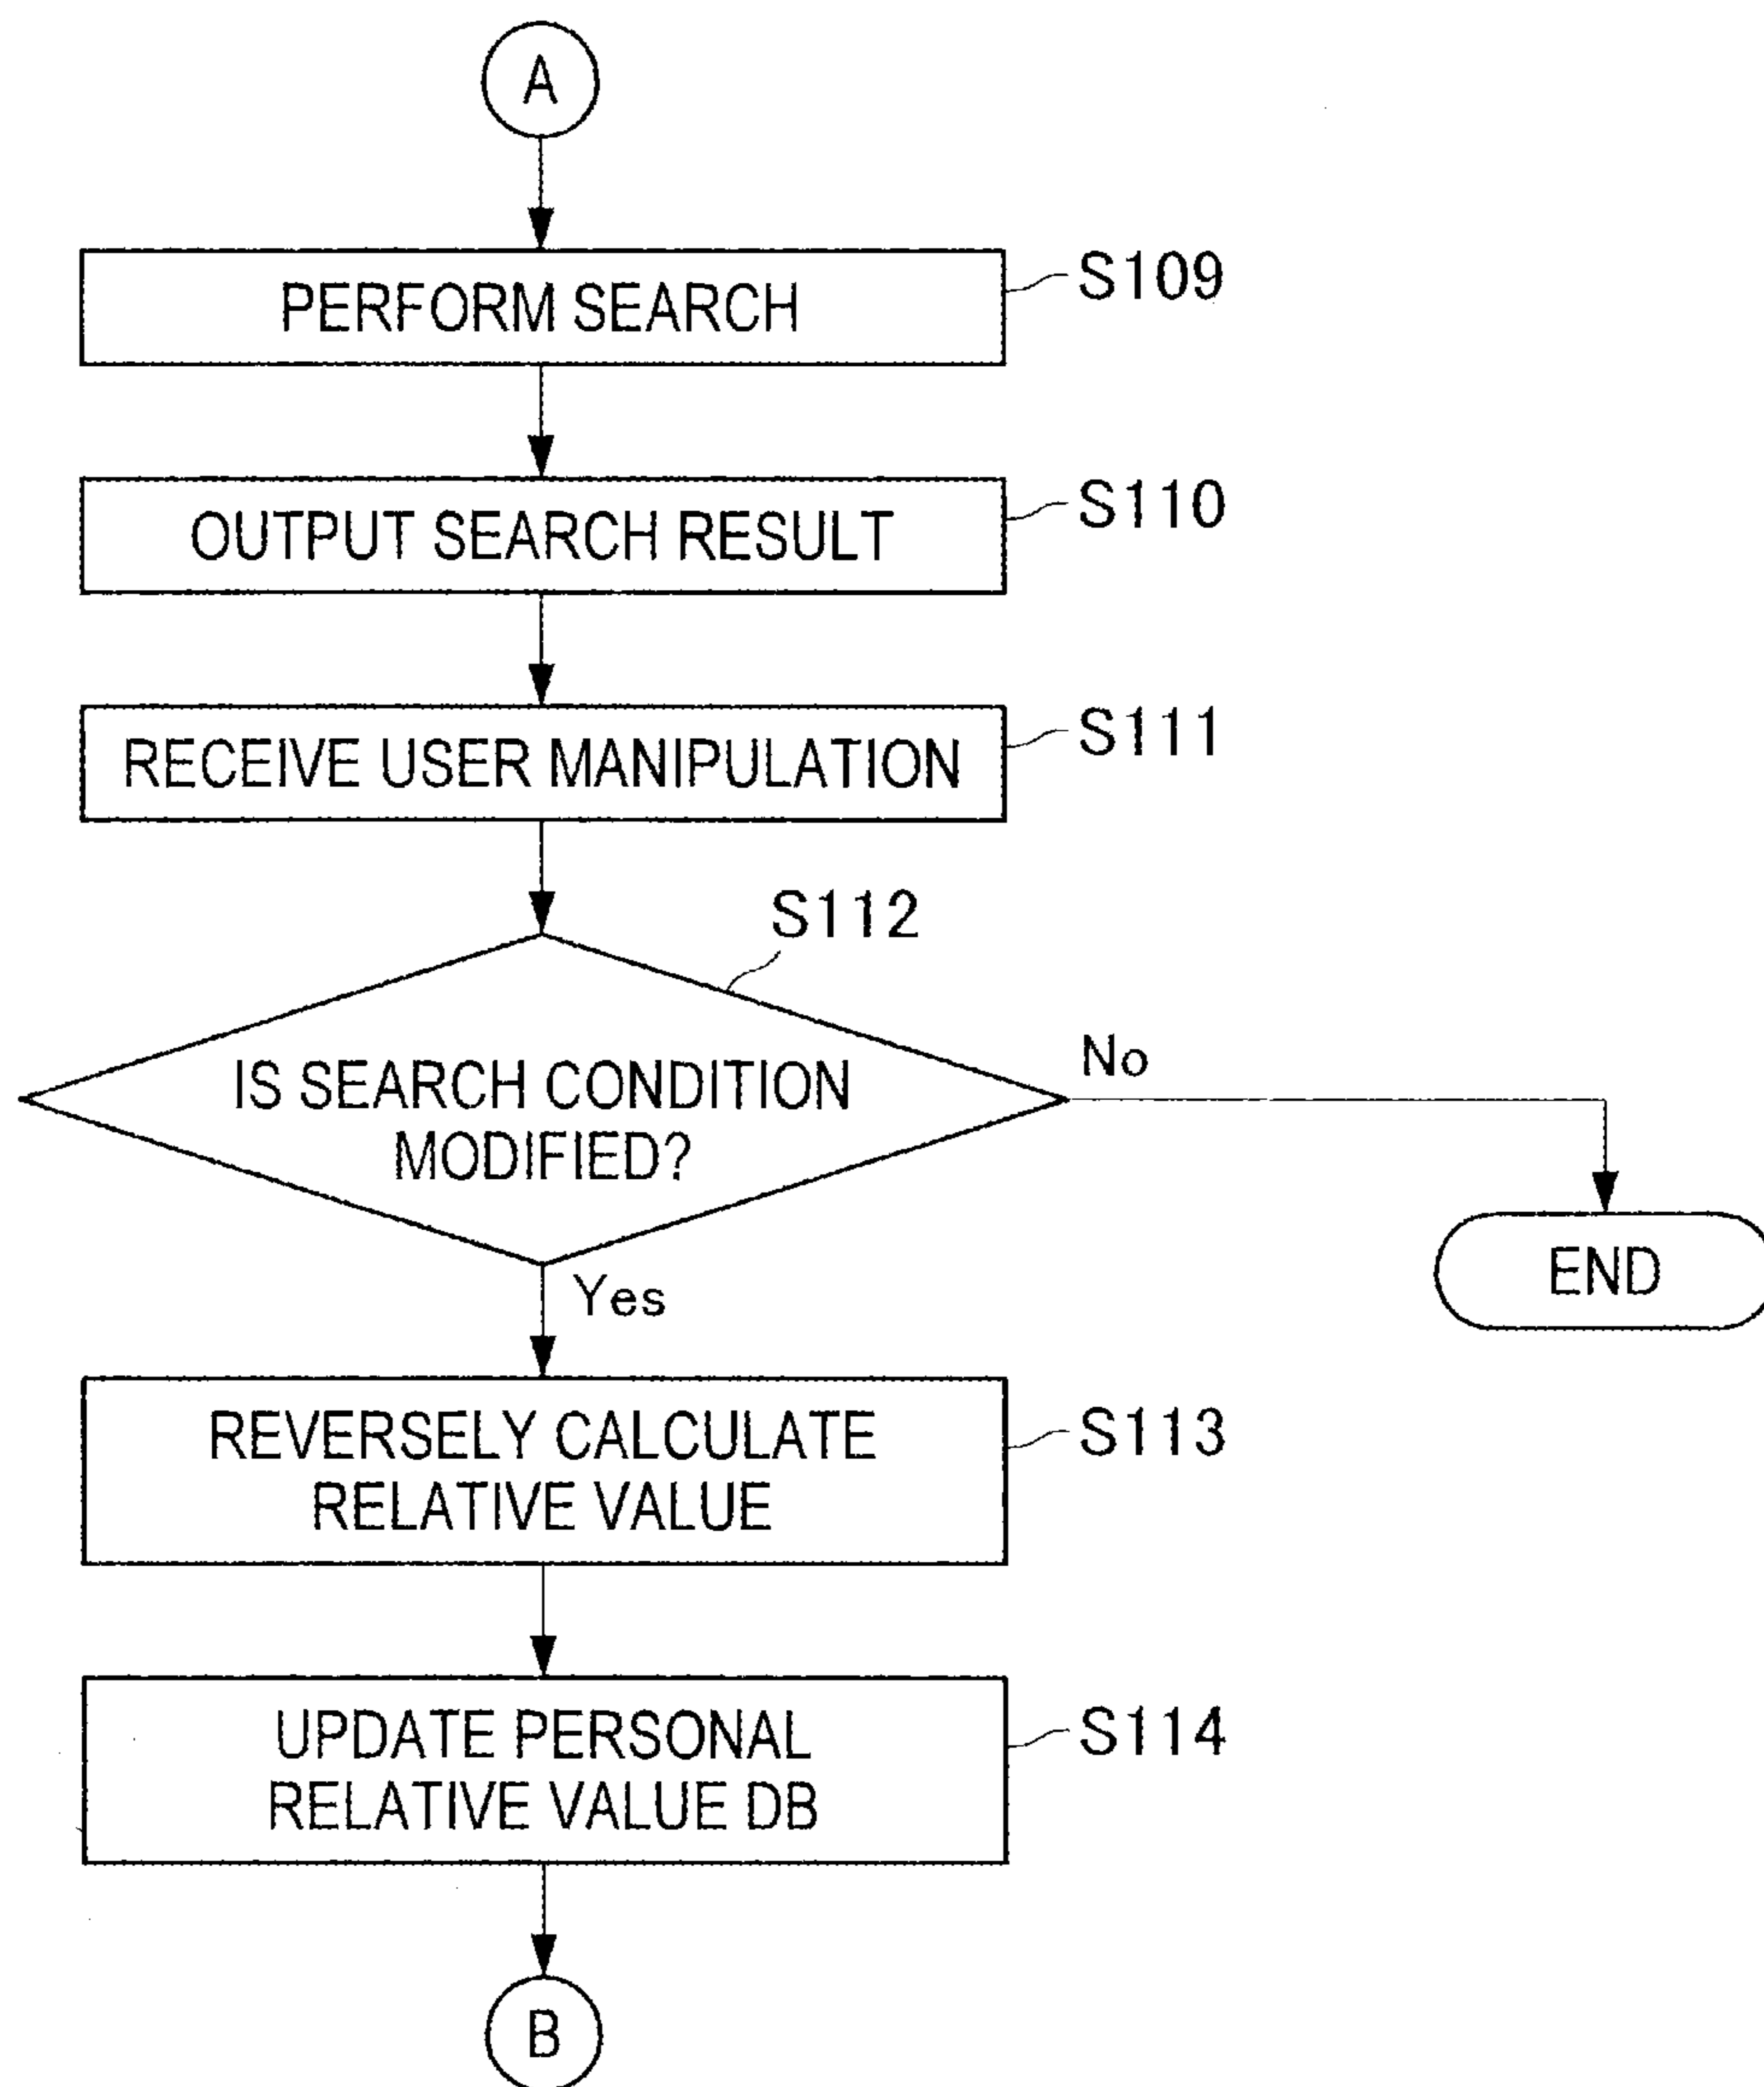 A
PERFORM SEARCH
S109
OUTPUT SEARCH RESULT
S110
RECEIVE USER MANIPULATION
S111
S112
IS SEARCH CONDITION
MODIFIED?
No
END
Yes
REVERSELY CALCULATE
RELATIVE VALUE
S113
UPDATE PERSONAL
RELATIVE VALUE DB
S114
B